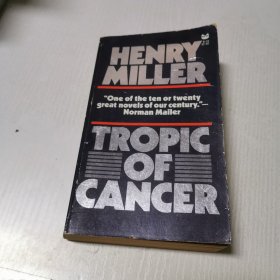 HENRY
MILLER
"One of the ten or twenty
great novels of our century."—
Norman Mailer
TROPIC
OF
CANCER